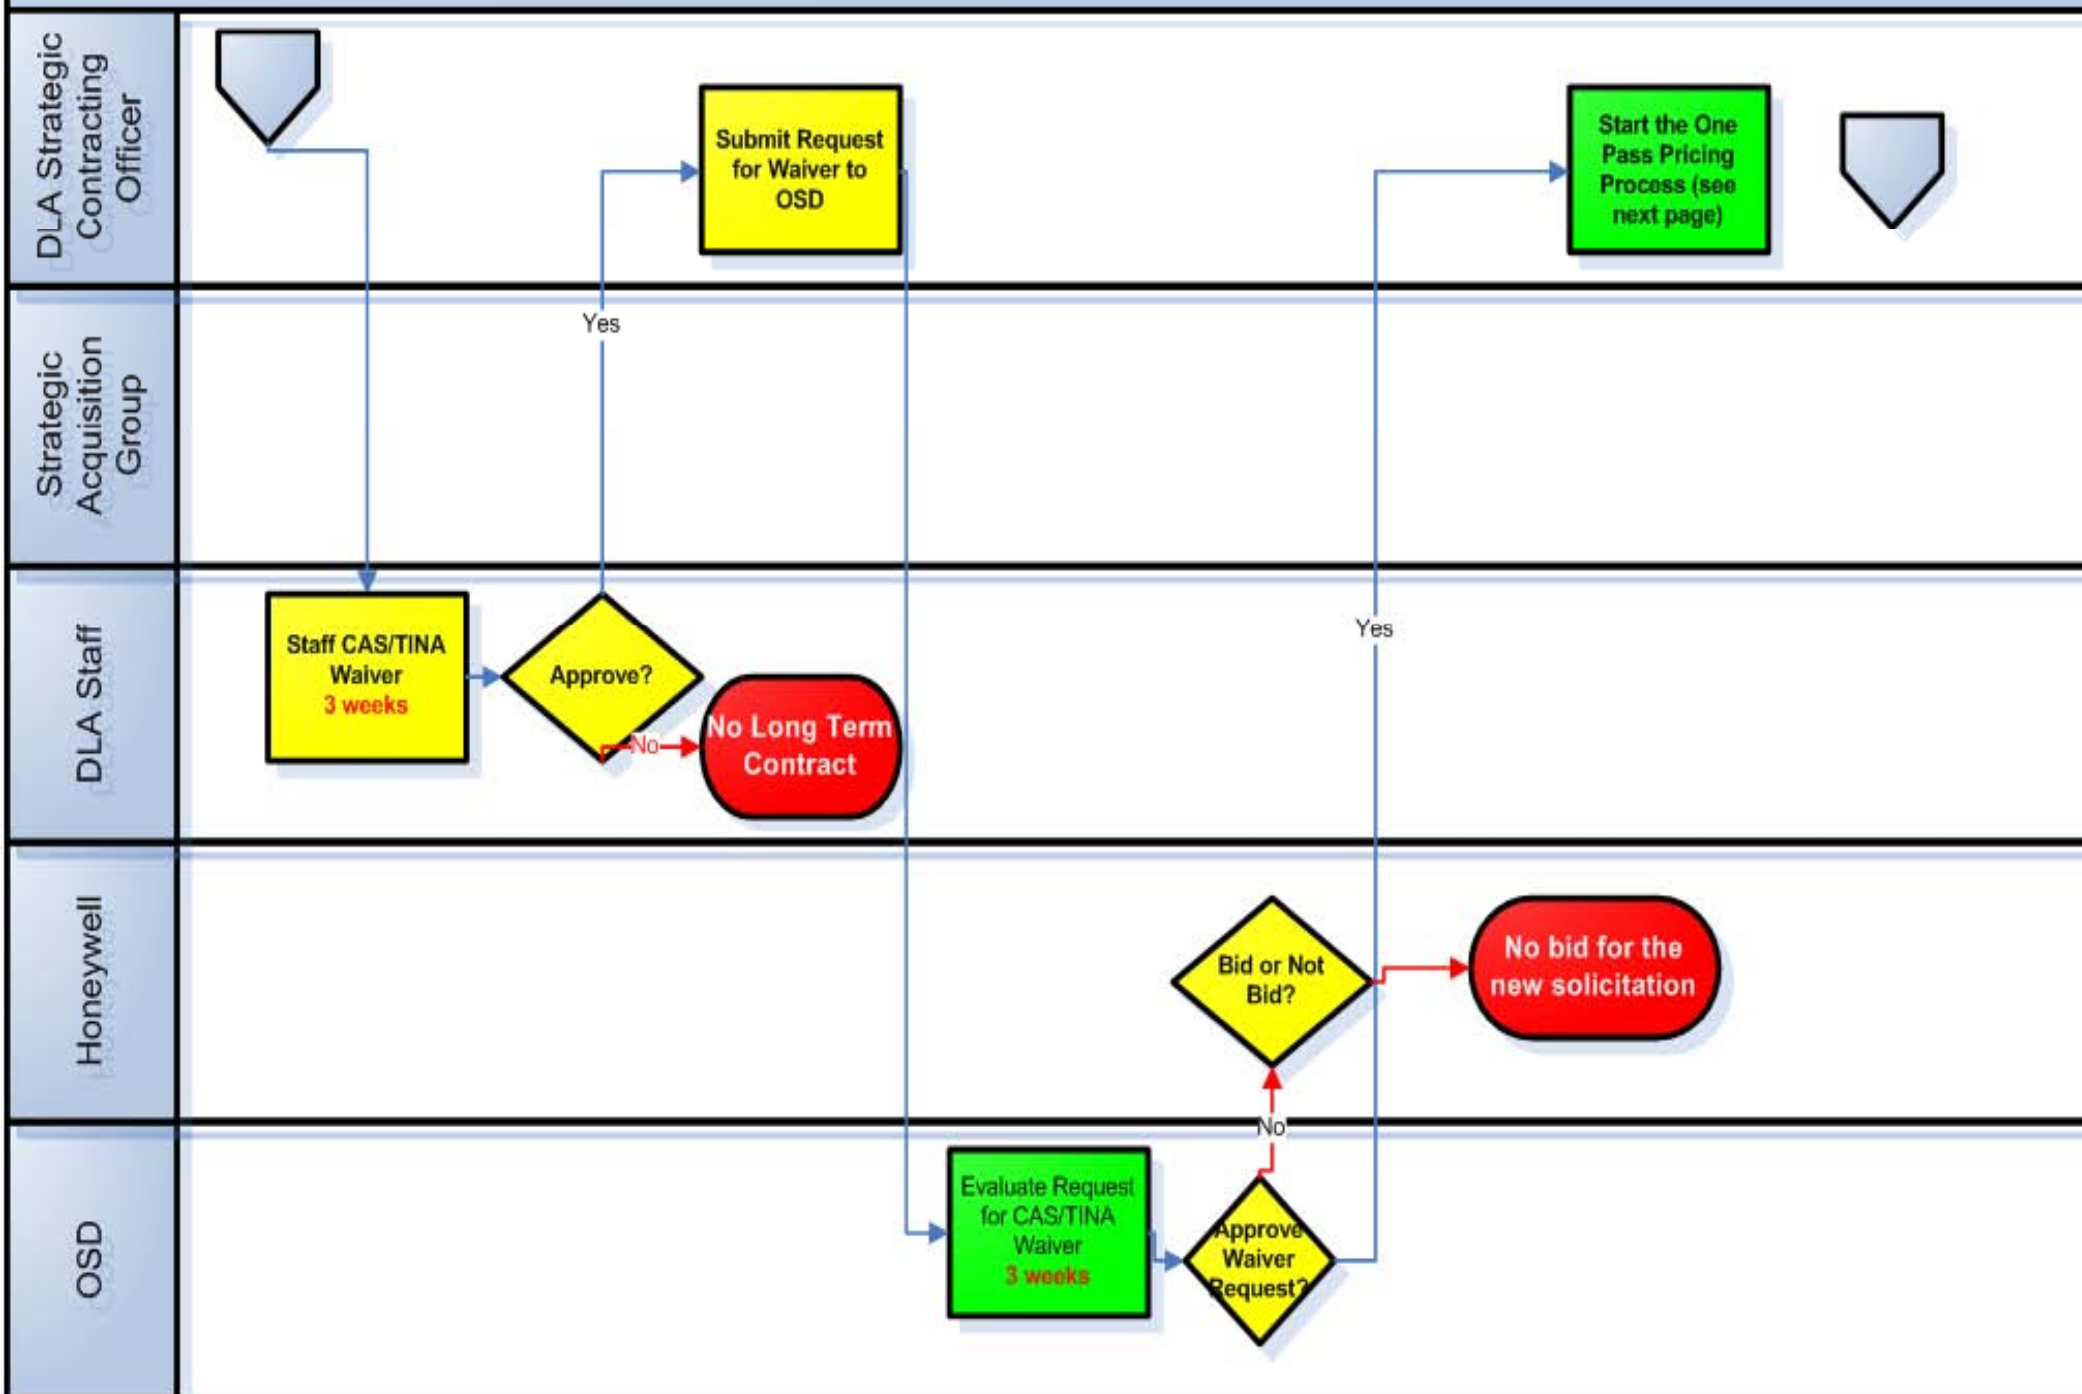 DLA Strategic
Contracting
Officer
Submit Request
for Waiver to
OSD
Start the One
Pass Pricing
Process (see
next page)
Strategic
Acquisition
Group
Yes
DLA Staff
Staff CAS/TINA
Waiver
3 weeks
Approve?
No
No Long Term
Contract
Yes
Honeywell
Bid or Not
Bid?
No bid for the
new solicitation
No
OSD
Evaluate Request
for CAS/TINA
Waiver
3 weeks
Approve
Waiver
Request?